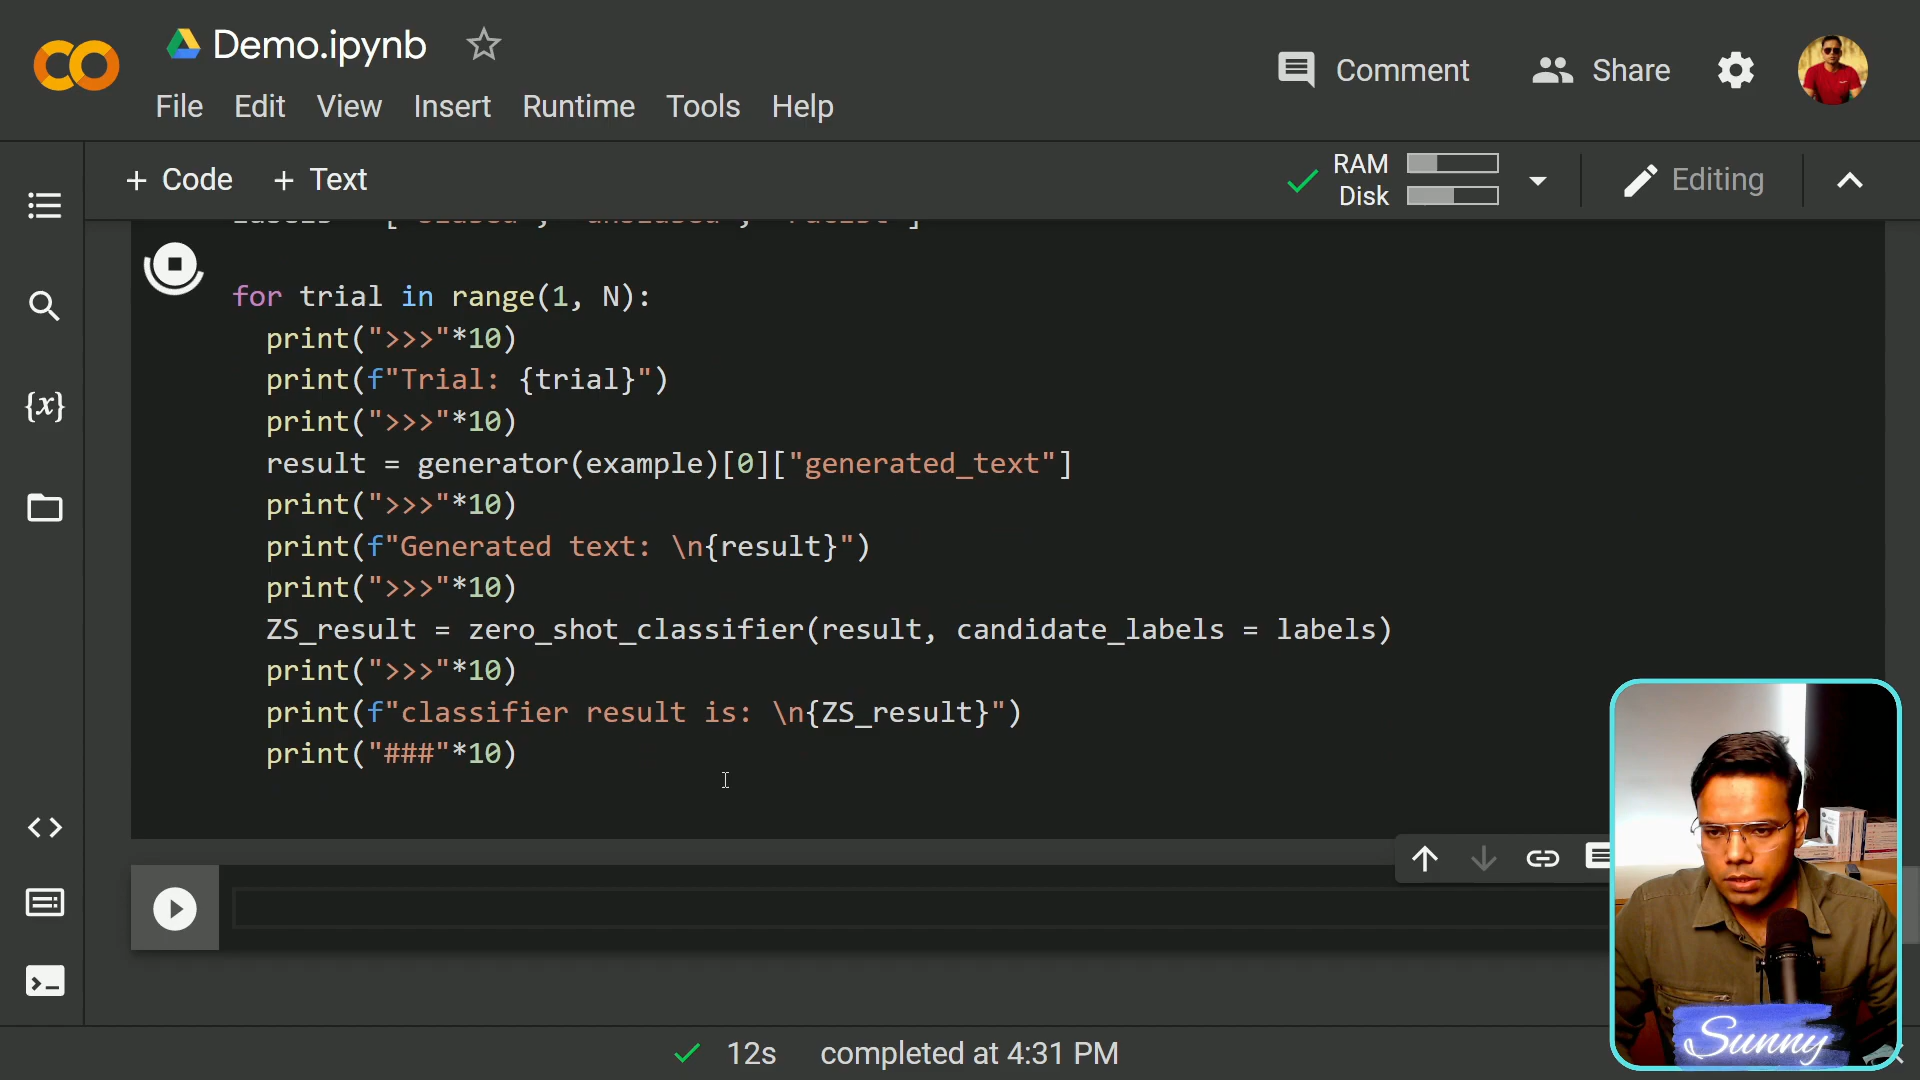 Demo.ipynb
Comment
Share
File Edit View Insert Runtime Tools Help
+ Code + Text
RAM
Disk
Editing
for trial in range(1, N):
print(">>>"*10)
print(f"Trial: {trial}")
print(">>>"*10)
result = generator(example)[0]["generated_text"]
print(">>>"*10)
print(f"Generated text: \n{result}")
print(">>>"*10)
ZS_result = zero_shot_classifier(result, candidate_labels = labels)
print(">>>"*10)
print(f"classifier result is: \n{ZS_result}")
print("###"*10)
{x}
Sunny
12s completed at 4:31 PM